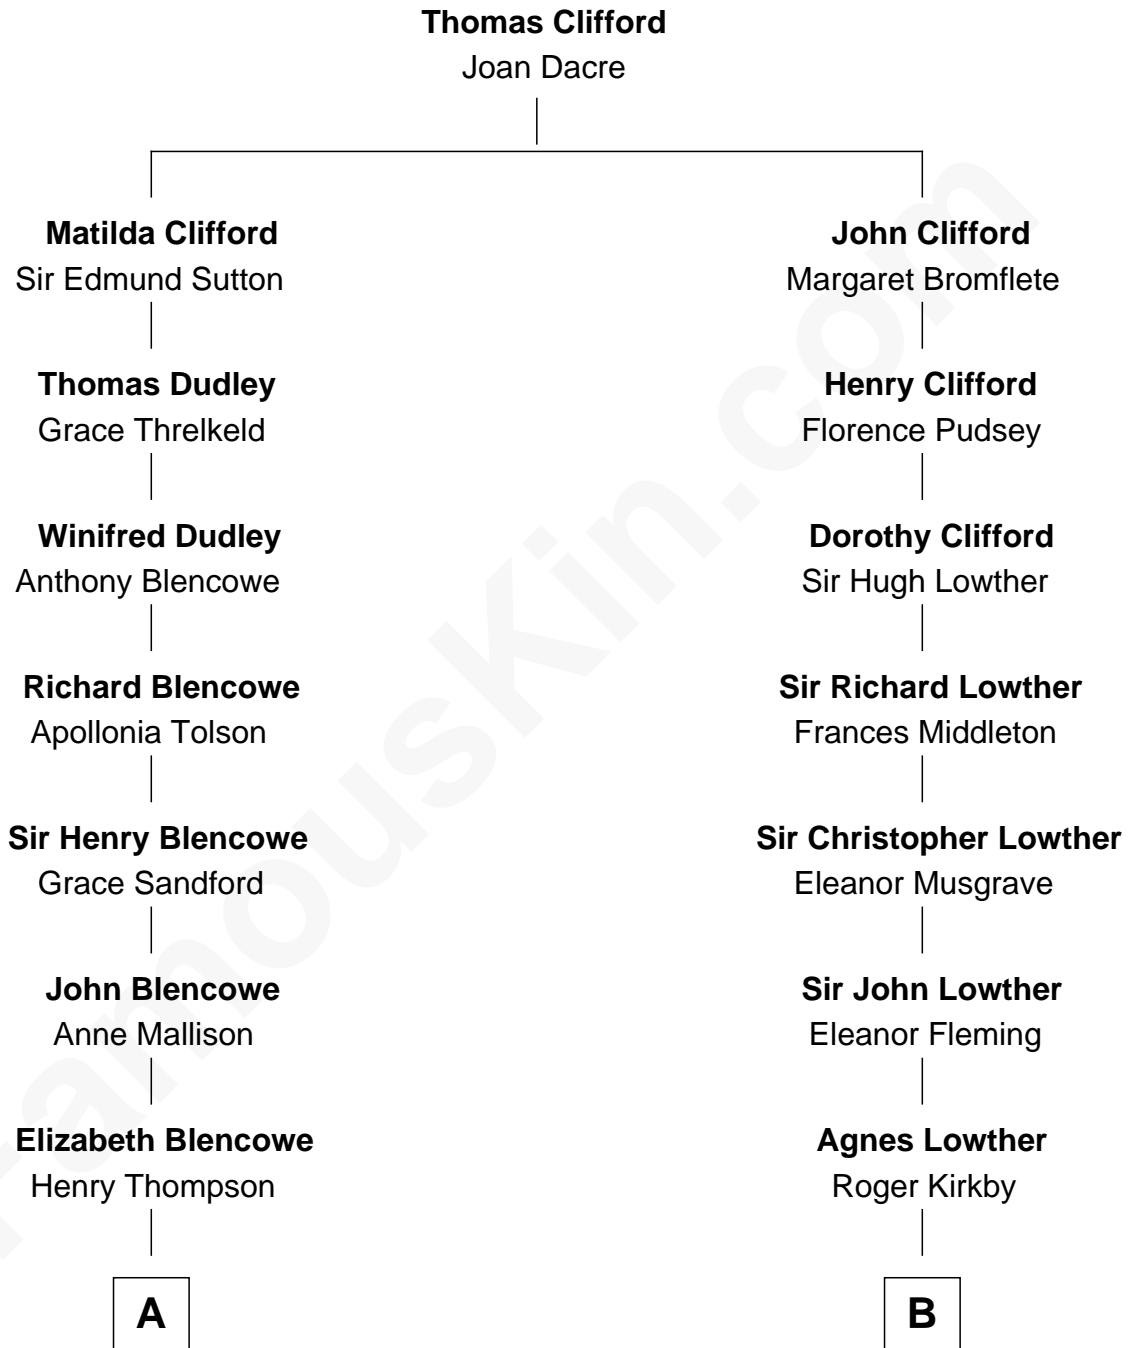 Thomas Clifford
Joan Dacre
Matilda Clifford
Sir Edmund Sutton
Thomas Dudley
Grace Threlkeld
Winifred Dudley
Anthony Blencowe
Richard Blencowe
Apollonia Tolson
Sir Henry Blencowe
Grace Sandford
John Blencowe
Anne Mallison
Elizabeth Blencowe
Henry Thompson
A
John Clifford
Margaret Bromflete
Henry Clifford
Florence Pudsey
Dorothy Clifford
Sir Hugh Lowther
Sir Richard Lowther
Frances Middleton
Sir Christopher Lowther
Eleanor Musgrave
Sir John Lowther
Eleanor Fleming
Agnes Lowther
Roger Kirkby
B
FamousKin.com